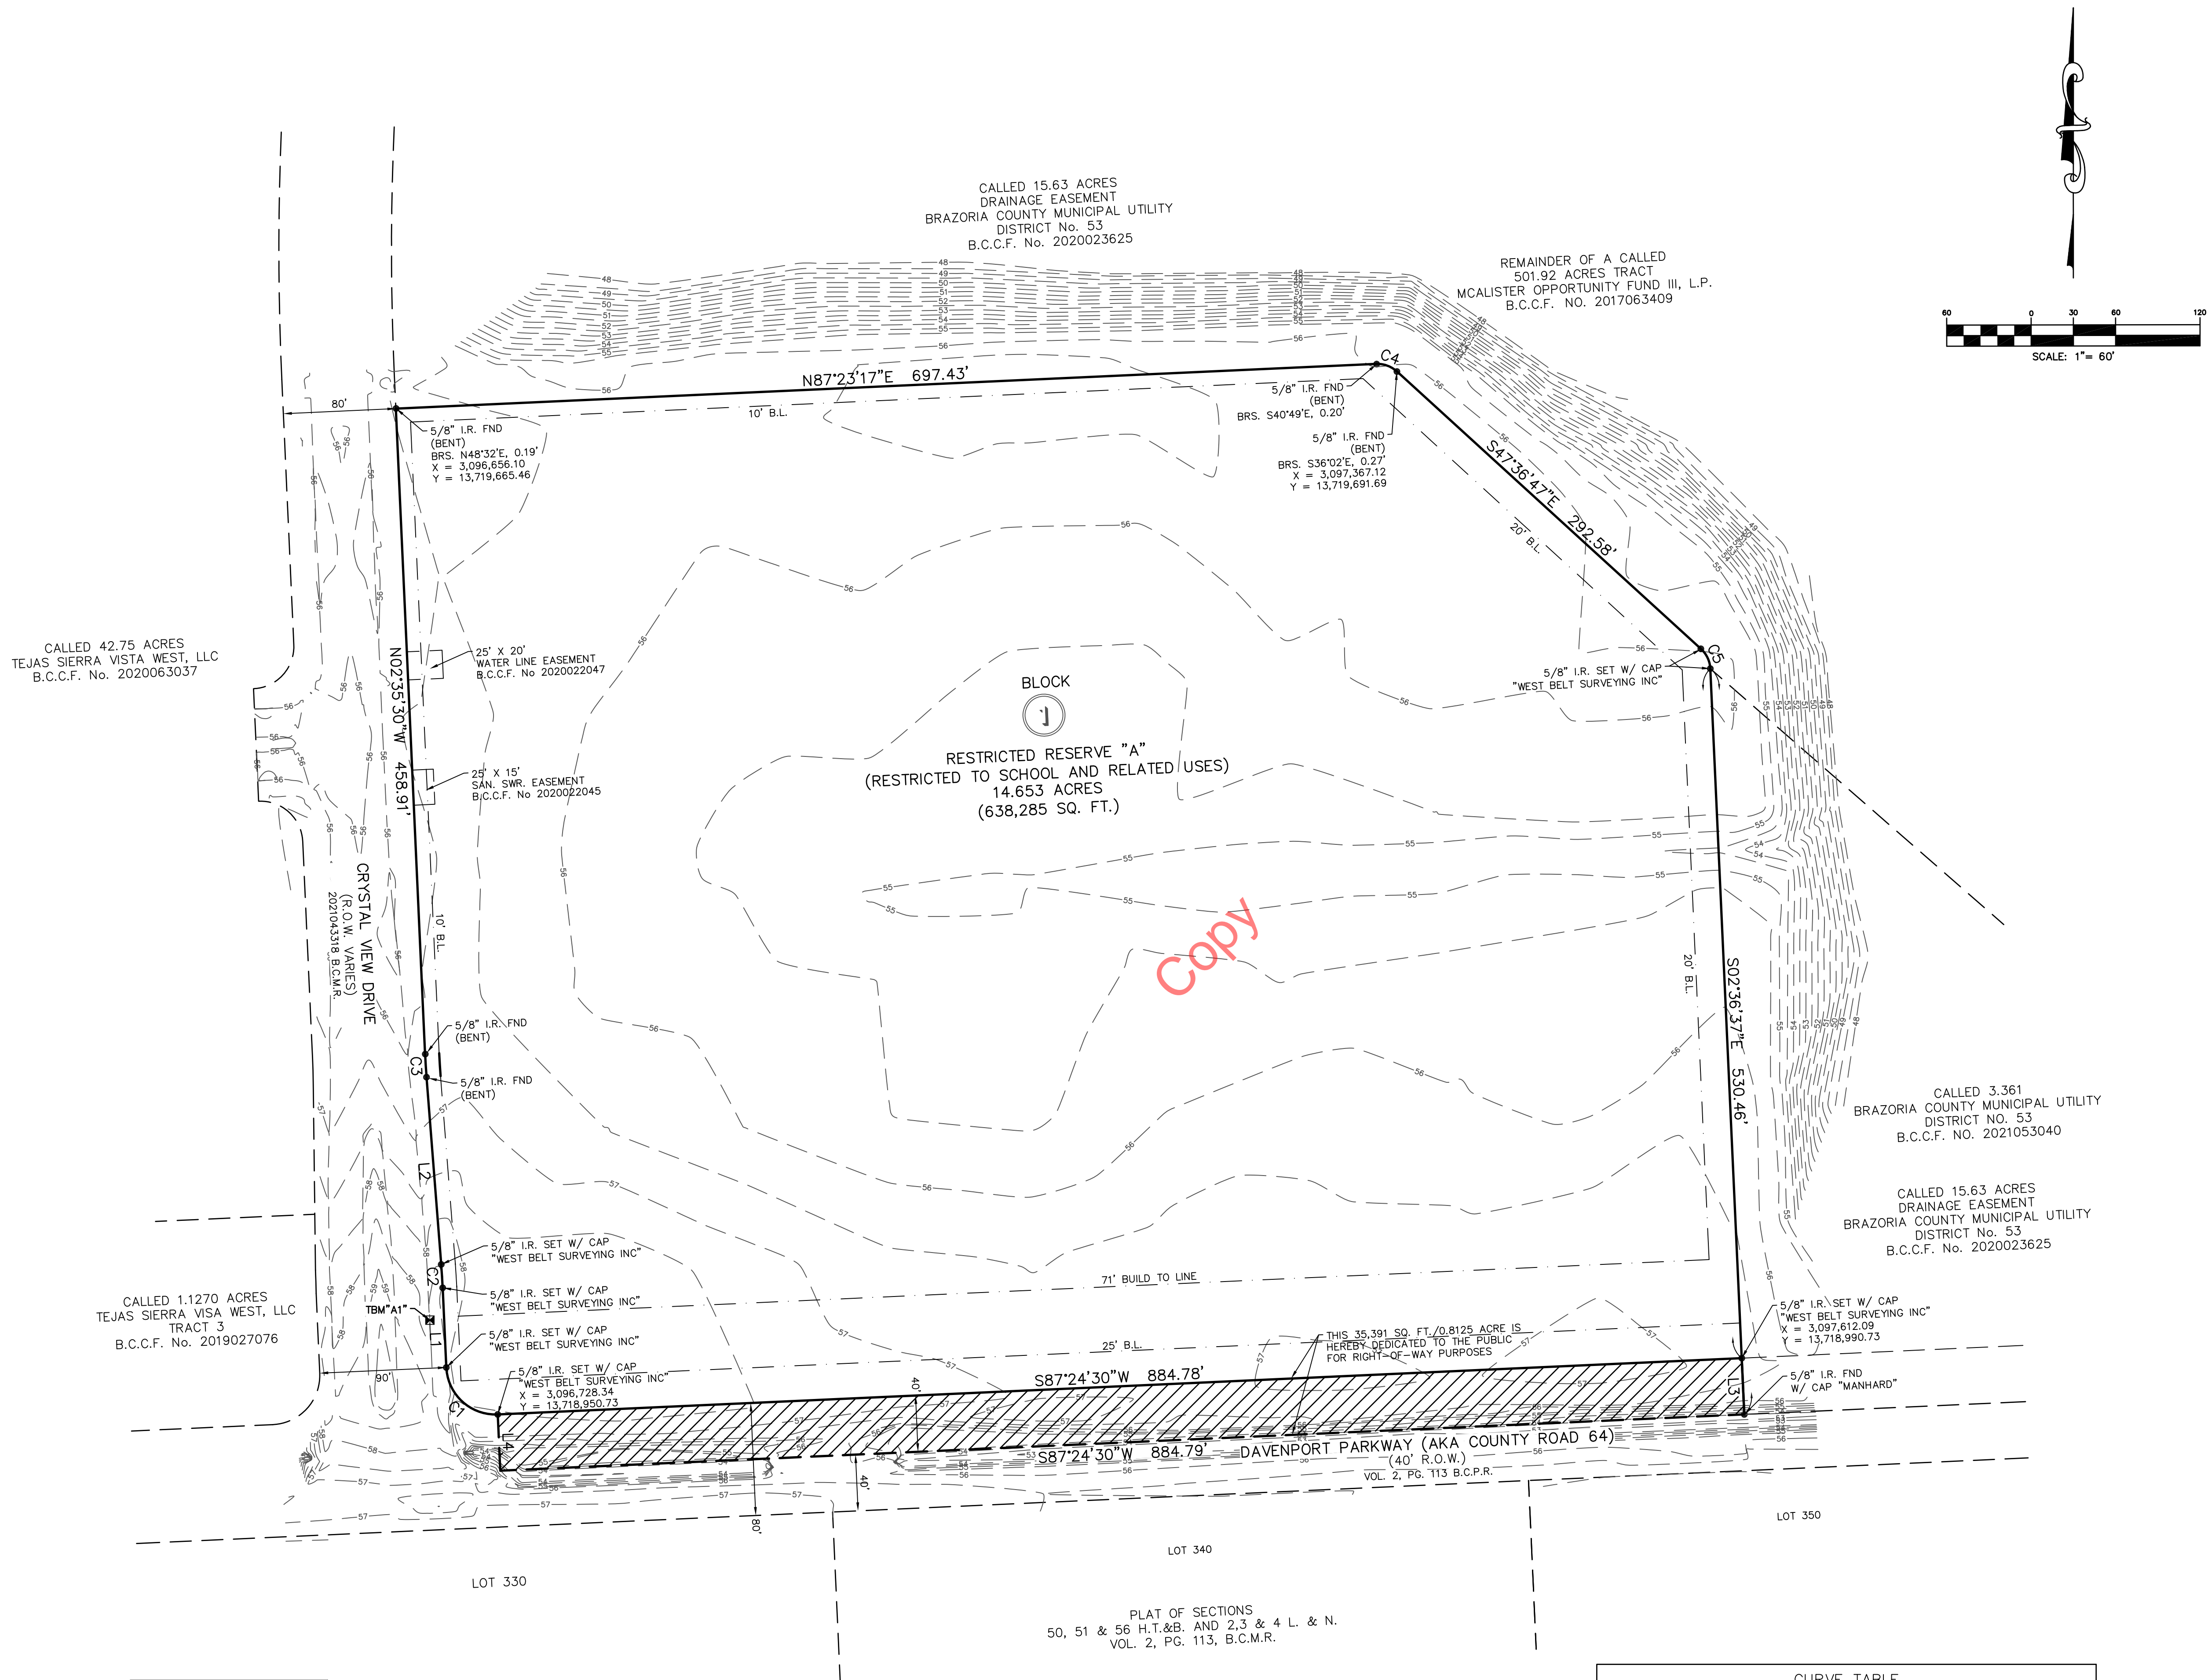 CALLED 15.63 ACRES
DRAINAGE EASEMENT
BRAZORIA COUNTY MUNICIPAL UTILITY
DISTRICT No. 53
B.C.C.F. No. 2020023625
REMAINDER OF A CALLED
501.92 ACRES TRACT
MCALISTER OPPORTUNITY FUND III, L.P.
B.C.C.F. NO. 2017063409
60 0 30 60 120
SCALE: 1"= 60'
N87°23'17"E 697.43'
10' B.L.
80'
C4
5/8" I.R. FND
(BENT)
BRS. S40°49'E, 0.20'
5/8" I.R. FND
(BENT)
BRS. S36°02'E, 0.27'
X = 3,097,367.12
Y = 13,719,691.69
5/8" I.R. FND
(BENT)
BRS. N48°32'E, 0.19'
X = 3,096,656.10
Y = 13,719,665.46
S47°36'47"E 292.58'
20' B.L.
C5
5/8" I.R. SET W/ CAP
"WEST BELT SURVEYING INC"
CALLED 42.75 ACRES
TEJAS SIERRA VISTA WEST, LLC
B.C.C.F. No. 2020063037
N02°35'30"W 458.91'
25' X 20'
WATER LINE EASEMENT
B.C.C.F. No 2020022047
25' X 15'
SAN. SWR. EASEMENT
B.C.C.F. No 2020022045
BLOCK
1
RESTRICTED RESERVE "A"
(RESTRICTED TO SCHOOL AND RELATED USES)
14.653 ACRES
(638,285 SQ. FT.)
CRYSTAL VIEW DRIVE
(R.O.W. VARIES)
2021043318 B.C.M.R.
10' B.L.
Copy
20' B.L.
S02°36'37"E 530.46'
5/8" I.R. FND
(BENT)
C3
5/8" I.R. FND
(BENT)
L2
CALLED 3.361
BRAZORIA COUNTY MUNICIPAL UTILITY
DISTRICT NO. 53
B.C.C.F. NO. 2021053040
CALLED 15.63 ACRES
DRAINAGE EASEMENT
BRAZORIA COUNTY MUNICIPAL UTILITY
DISTRICT No. 53
B.C.C.F. No. 2020023625
5/8" I.R. SET W/ CAP
"WEST BELT SURVEYING INC"
C2
5/8" I.R. SET W/ CAP
"WEST BELT SURVEYING INC"
TBM"A1"
L1
5/8" I.R. SET W/ CAP
"WEST BELT SURVEYING INC"
CALLED 1.1270 ACRES
TEJAS SIERRA VISA WEST, LLC
TRACT 3
B.C.C.F. No. 2019027076
90'
C1
5/8" I.R. SET W/ CAP
"WEST BELT SURVEYING INC"
X = 3,096,728.34
Y = 13,718,950.73
L4
71' BUILD TO LINE
25' B.L.
THIS 35,391 SQ. FT./0.8125 ACRE IS
HEREBY DEDICATED TO THE PUBLIC
FOR RIGHT-OF-WAY PURPOSES
5/8" I.R. SET W/ CAP
"WEST BELT SURVEYING INC"
X = 3,097,612.09
Y = 13,718,990.73
5/8" I.R. FND
W/ CAP "MANHARD"
L3
S87°24'30"W 884.78'
40'
S87°24'30"W 884.79'
DAVENPORT PARKWAY (AKA COUNTY ROAD 64)
(40' R.O.W.)
VOL. 2, PG. 113 B.C.P.R.
40'
80'
LOT 330
LOT 340
LOT 350
PLAT OF SECTIONS
50, 51 & 56 H.T.&B. AND 2,3 & 4 L. & N.
VOL. 2, PG. 113, B.C.M.R.
CURVE TABLE